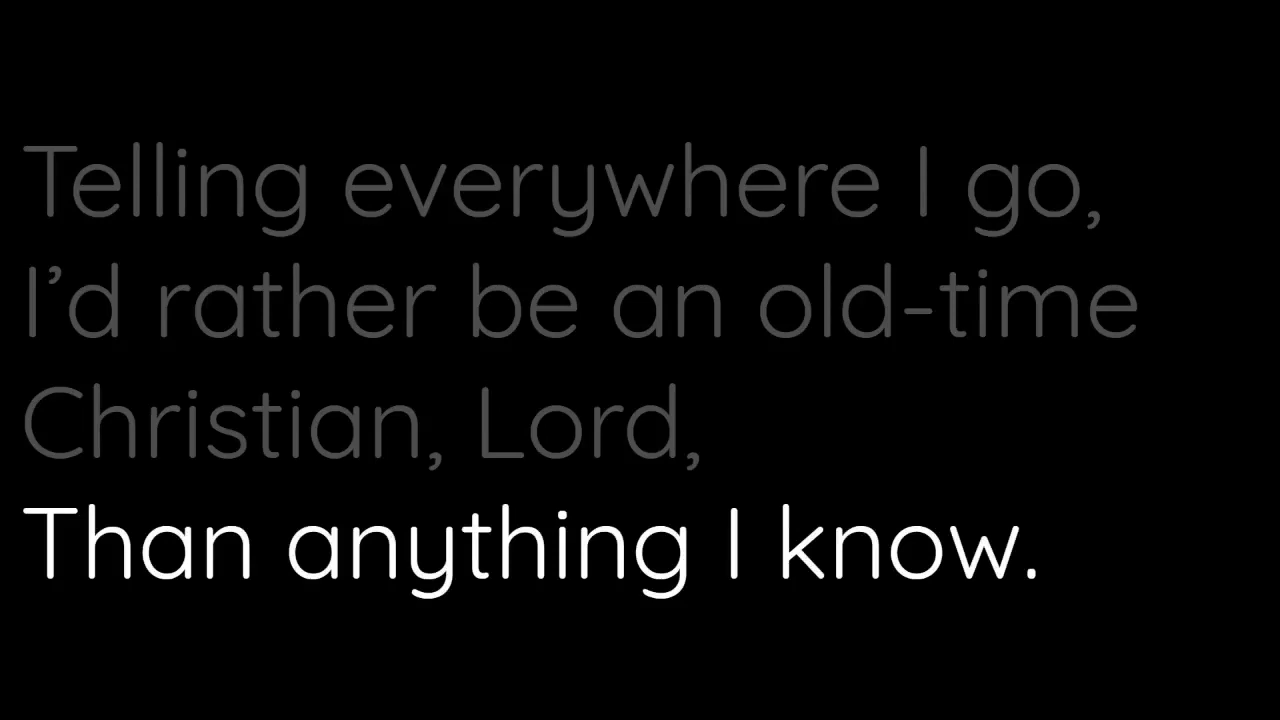 Telling everywhere I go,
I’d rather be an old-time
Christian, Lord,
Than anything I know.